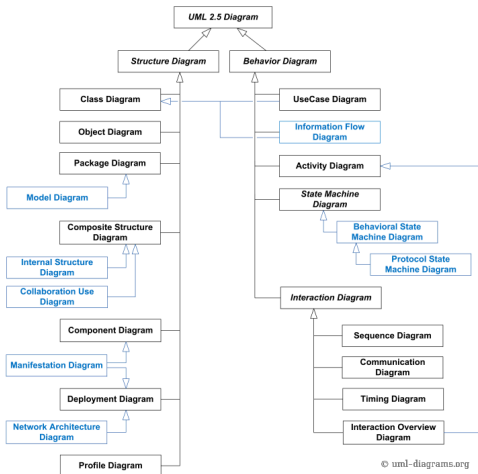 UML 2.5 Diagram
Structure Diagram
Behavior Diagram
Class Diagram
UseCase Diagram
Object Diagram
Information Flow
Diagram
Package Diagram
Activity Diagram
Model Diagram
State Machine
Diagram
Composite Structure
Diagram
Behavioral State
Machine Diagram
Internal Structure
Diagram
Protocol State
Machine Diagram
Collaboration Use
Diagram
Interaction Diagram
Component Diagram
Sequence Diagram
Manifestation Diagram
Communication
Diagram
Deployment Diagram
Timing Diagram
Network Architecture
Diagram
Interaction Overview
Diagram
Profile Diagram
© uml-diagrams.org